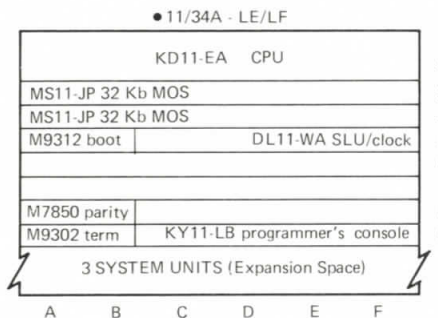 • 11/34A - LE/LF
KD11-EA CPU
MS11-JP 32 Kb MOS
MS11-JP 32 Kb MOS
M9312 boot DL11-WA SLU/clock
M7850 parity
M9302 term KY11-LB programmer's console
3 SYSTEM UNITS (Expansion Space)
A B C D E F